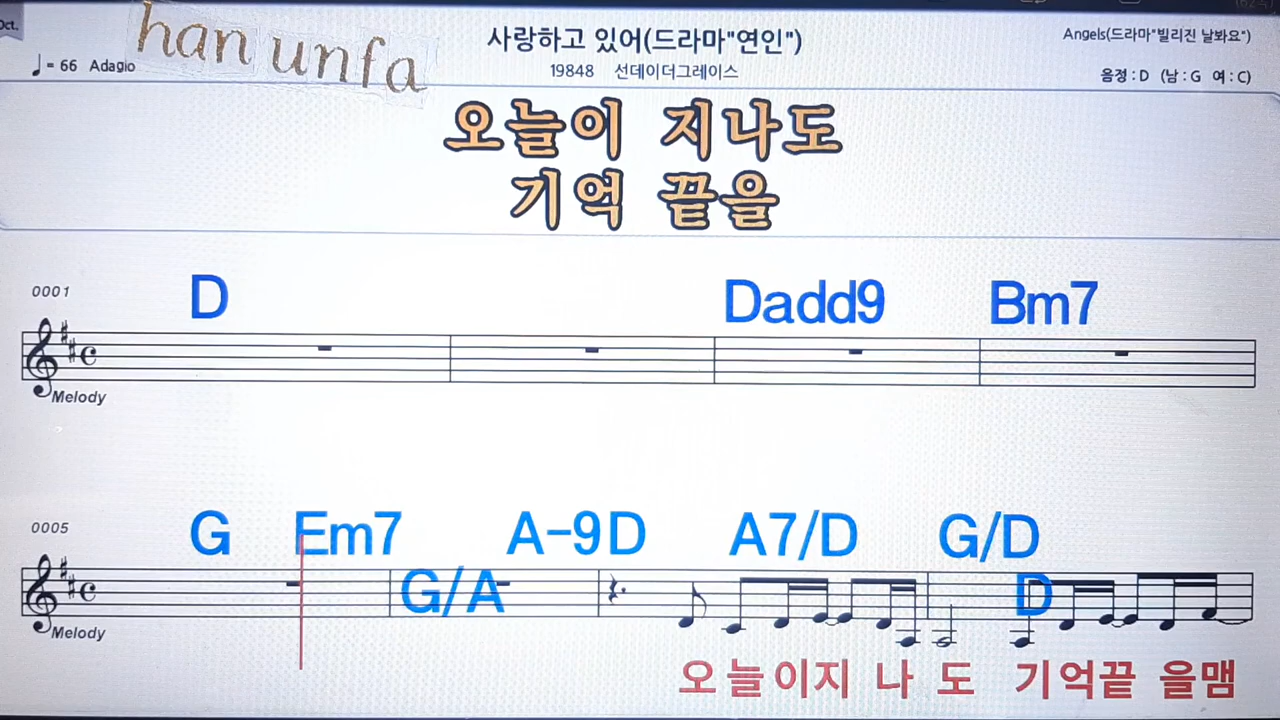 Oct.
han unfa
사랑하고 있어(드라마"연인")
Angels(드라마"빌리진 날봐요")
♩= 66 Adagio
19848 선데이더그레이스
음정 : D (남 : G 여 : C)
오늘이 지나도
기억 끝을
0001
D Dadd9 Bm7
Melody
0005
G Em7 A-9 D A7/D G/D
G/A D
Melody
오 늘 이지 나 도 기억끝 을맴